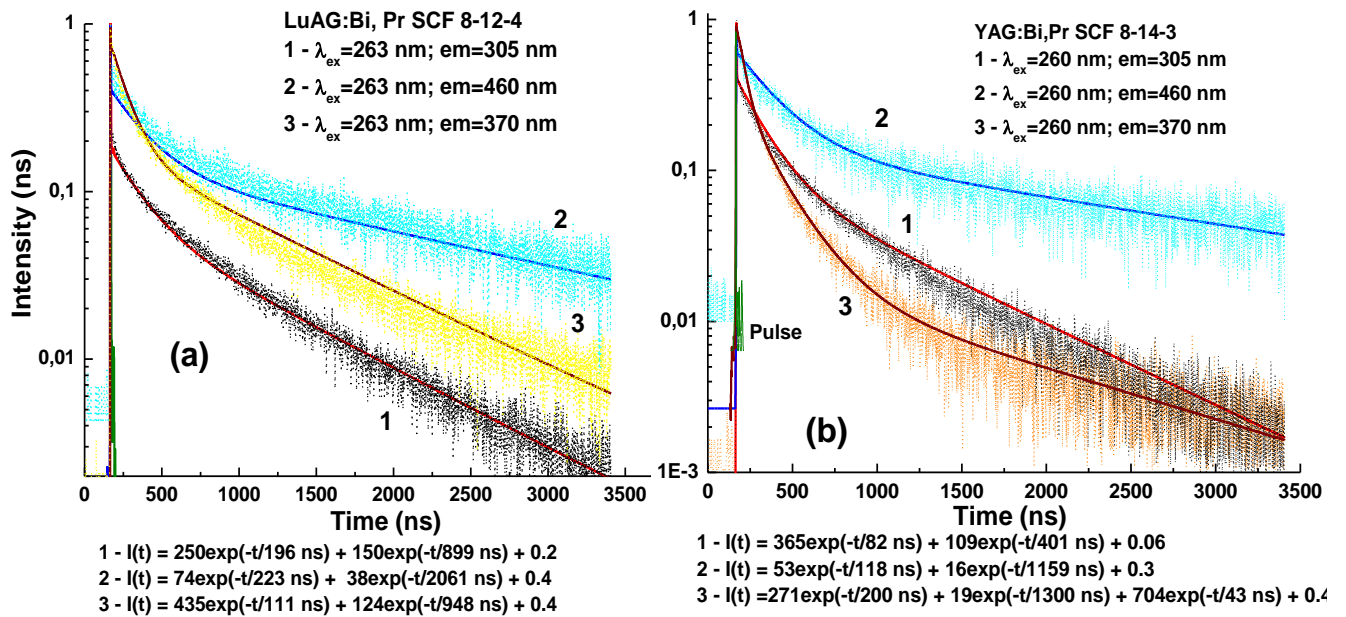 LuAG:Bi, Pr SCF 8-12-4
1 - λ_ex=263 nm; em=305 nm
2 - λ_ex=263 nm; em=460 nm
3 - λ_ex=263 nm; em=370 nm
Intensity (ns)
1
0,1
0,01
2
3
1
(a)
0 500 1000 1500 2000 2500 3000 3500
Time (ns)
1 - I(t) = 250exp(-t/196 ns) + 150exp(-t/899 ns) + 0.2
2 - I(t) = 74exp(-t/223 ns) + 38exp(-t/2061 ns) + 0.4
3 - I(t) = 435exp(-t/111 ns) + 124exp(-t/948 ns) + 0.4
YAG:Bi,Pr SCF 8-14-3
1 - λ_ex=260 nm; em=305 nm
2 - λ_ex=260 nm; em=460 nm
3 - λ_ex=260 nm; em=370 nm
1
0,1
0,01
1E-3
2
1
3
Pulse
(b)
0 500 1000 1500 2000 2500 3000 3500
Time (ns)
1 - I(t) = 365exp(-t/82 ns) + 109exp(-t/401 ns) + 0.06
2 - I(t) = 53exp(-t/118 ns) + 16exp(-t/1159 ns) + 0.3
3 - I(t) =271exp(-t/200 ns) + 19exp(-t/1300 ns) + 704exp(-t/43 ns) + 0.4